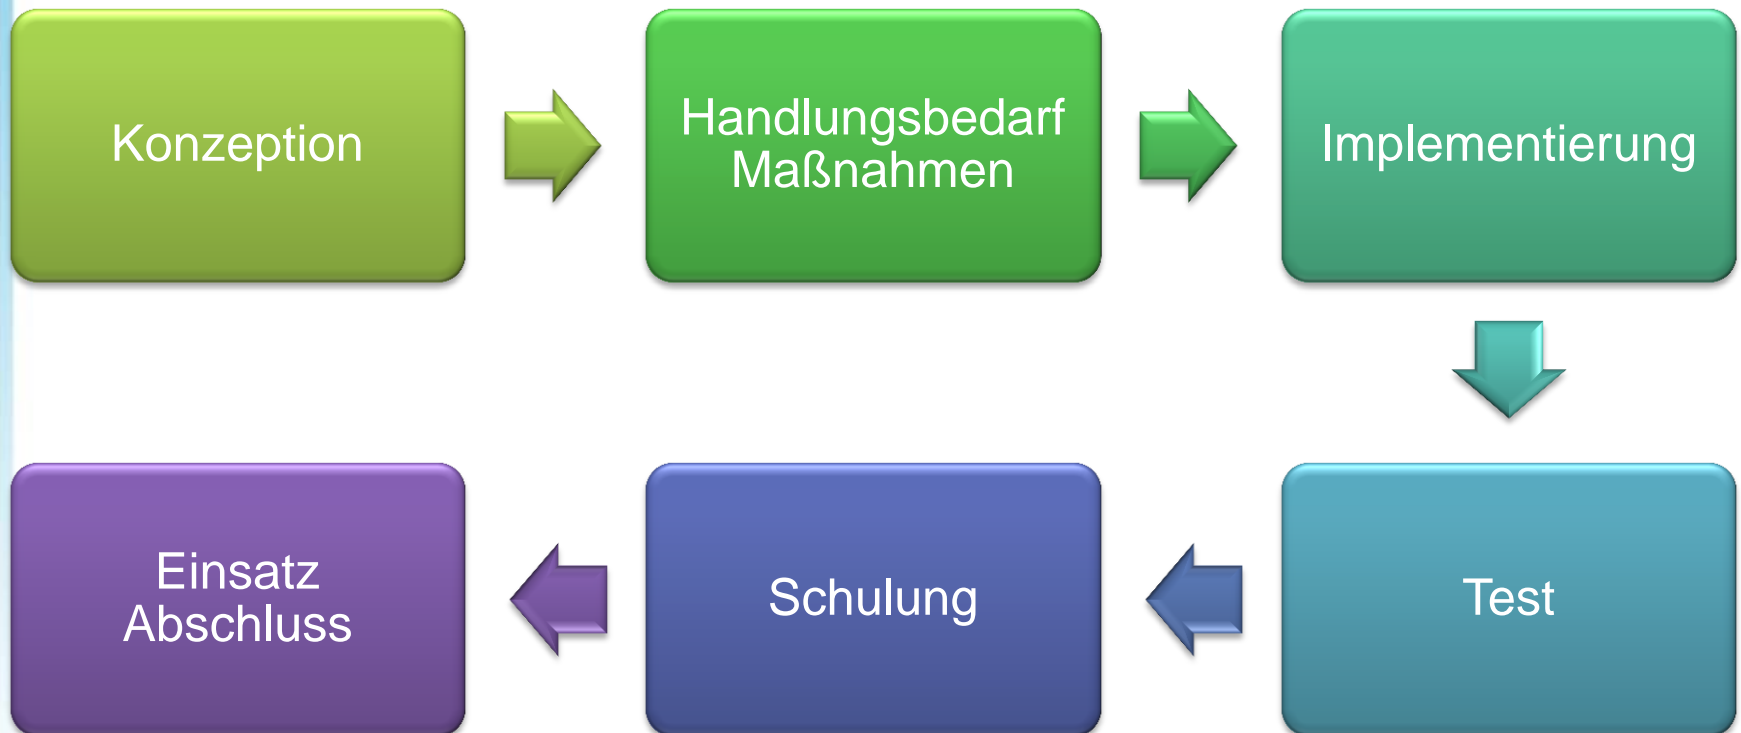 Konzeption
Handlungsbedarf
Maßnahmen
Implementierung
Test
Schulung
Einsatz
Abschluss